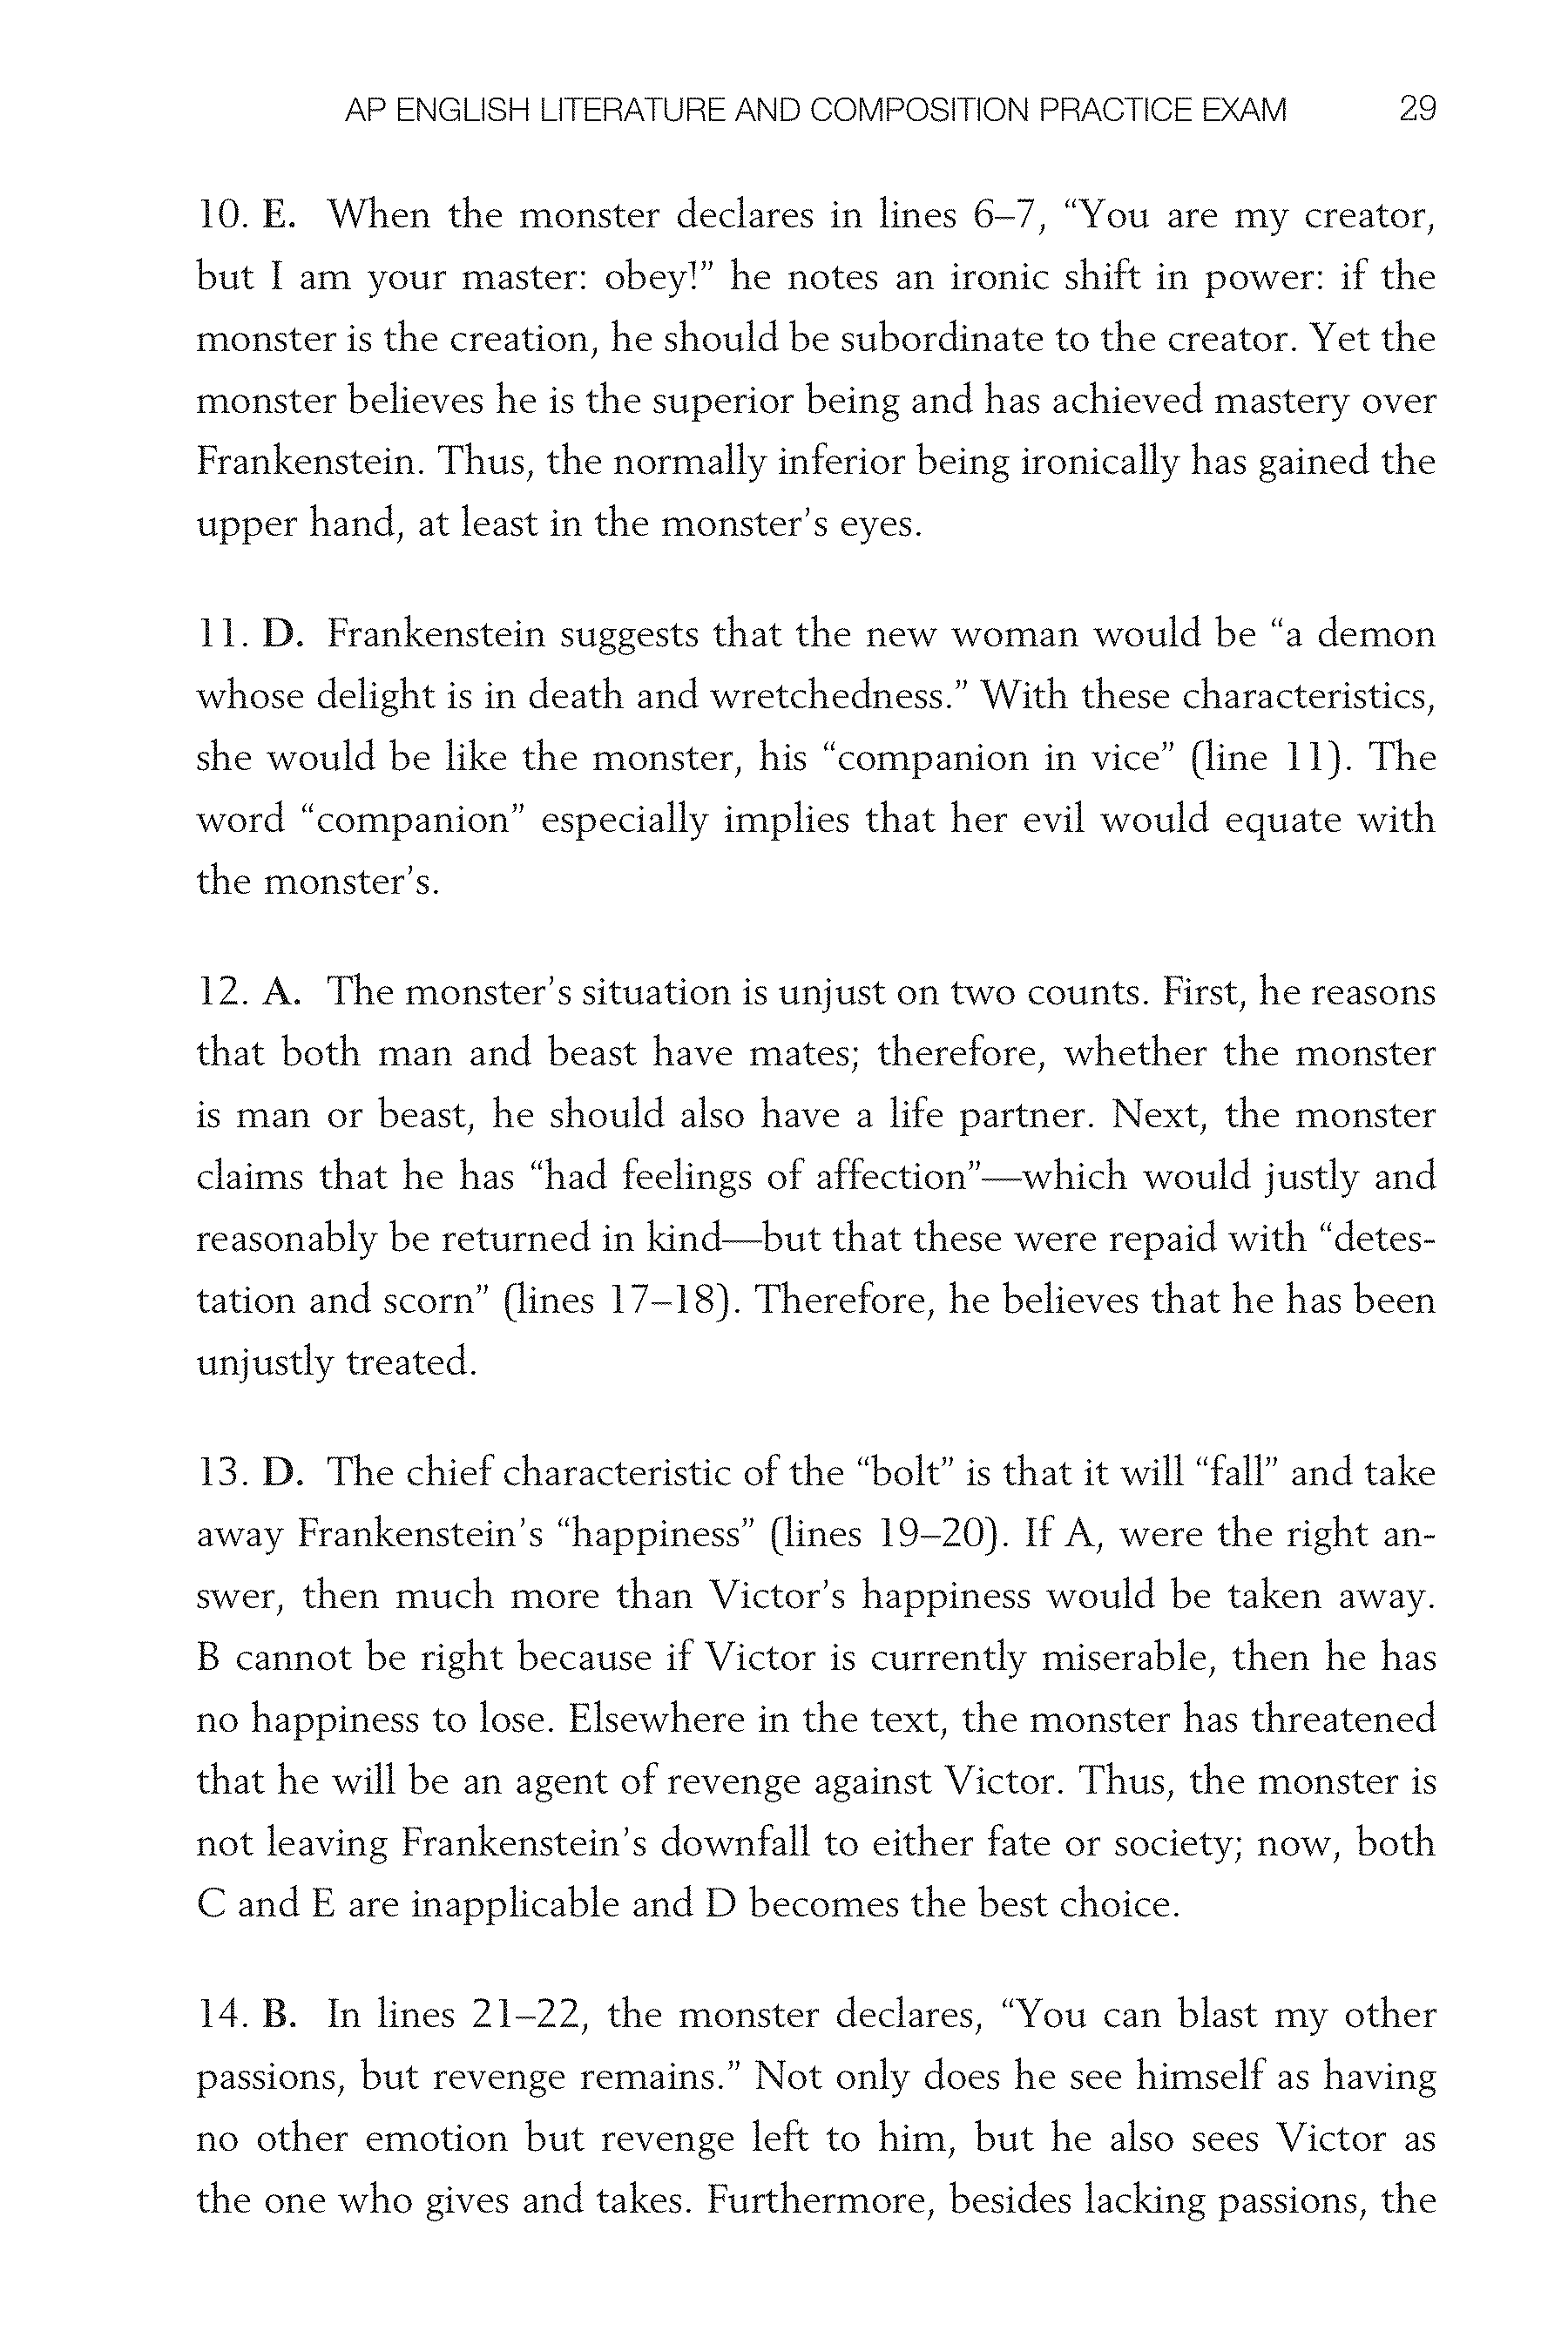 AP ENGLISH LITERATURE AND COMPOSITION PRACTICE EXAM 29
10. E. When the monster declares in lines 6–7, “You are my creator,
but I am your master: obey!” he notes an ironic shift in power: if the
monster is the creation, he should be subordinate to the creator. Yet the
monster believes he is the superior being and has achieved mastery over
Frankenstein. Thus, the normally inferior being ironically has gained the
upper hand, at least in the monster’s eyes.
11. D. Frankenstein suggests that the new woman would be “a demon
whose delight is in death and wretchedness.” With these characteristics,
she would be like the monster, his “companion in vice” (line 11). The
word “companion” especially implies that her evil would equate with
the monster’s.
12. A. The monster’s situation is unjust on two counts. First, he reasons
that both man and beast have mates; therefore, whether the monster
is man or beast, he should also have a life partner. Next, the monster
claims that he has “had feelings of affection”—which would justly and
reasonably be returned in kind—but that these were repaid with “detes-
tation and scorn” (lines 17–18). Therefore, he believes that he has been
unjustly treated.
13. D. The chief characteristic of the “bolt” is that it will “fall” and take
away Frankenstein’s “happiness” (lines 19–20). If A, were the right an-
swer, then much more than Victor’s happiness would be taken away.
B cannot be right because if Victor is currently miserable, then he has
no happiness to lose. Elsewhere in the text, the monster has threatened
that he will be an agent of revenge against Victor. Thus, the monster is
not leaving Frankenstein’s downfall to either fate or society; now, both
C and E are inapplicable and D becomes the best choice.
14. B. In lines 21–22, the monster declares, “You can blast my other
passions, but revenge remains.” Not only does he see himself as having
no other emotion but revenge left to him, but he also sees Victor as
the one who gives and takes. Furthermore, besides lacking passions, the